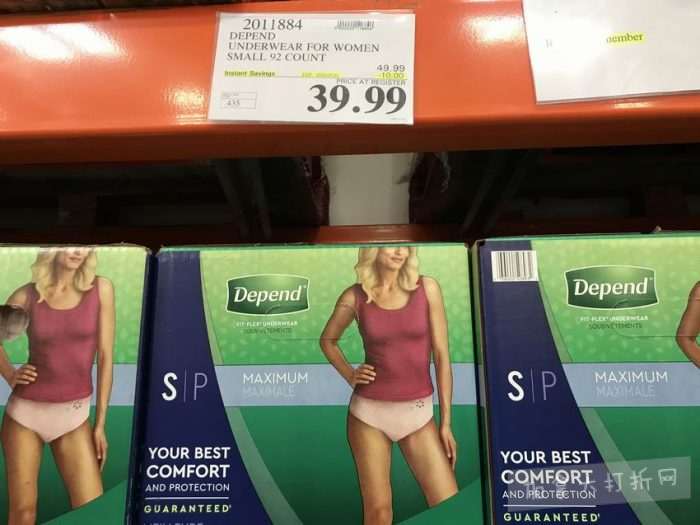 2011884
DEPEND
UNDERWEAR FOR WOMEN
SMALL 92 COUNT
49.99
Instant Savings
-10.00
PRICE AT REGISTER
39.99
435
member
Depend
FIT-FLEX UNDERWEAR
SOUS-VÊTEMENTS
S|P
MAXIMUM
MAXIMALE
YOUR BEST
COMFORT
AND PROTECTION
GUARANTEED
Depend
FIT-FLEX UNDERWEAR
SOUS-VÊTEMENTS
S|P
MAXIMUM
MAXIMALE
YOUR BEST
COMFORT
AND PROTECTION
GUARANTEED
打折网